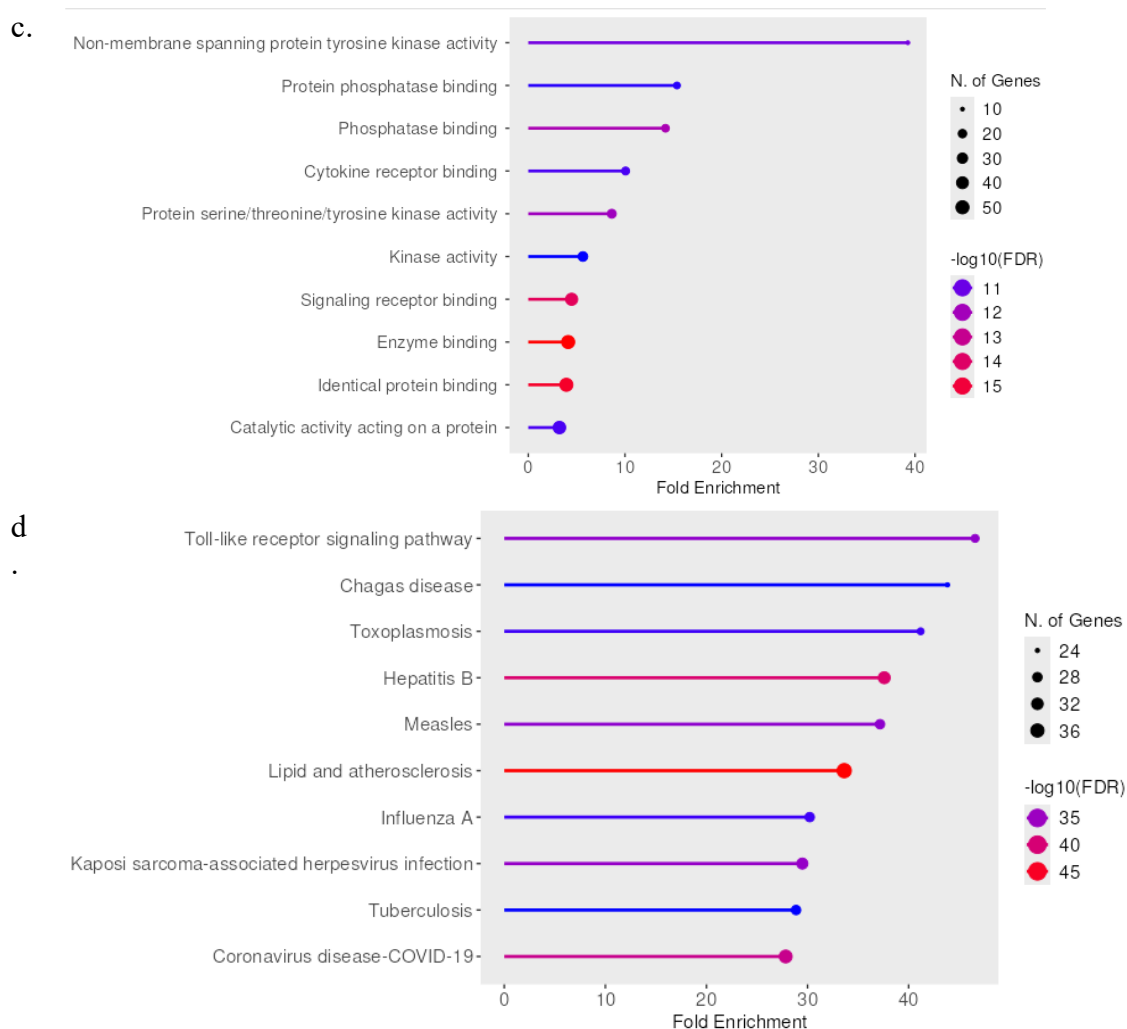 c.
Non-membrane spanning protein tyrosine kinase activity
Protein phosphatase binding
Phosphatase binding
Cytokine receptor binding
Protein serine/threonine/tyrosine kinase activity
Kinase activity
Signaling receptor binding
Enzyme binding
Identical protein binding
Catalytic activity acting on a protein
0 10 20 30 40
Fold Enrichment
N. of Genes
10
20
30
40
50
-log10(FDR)
11
12
13
14
15
d
.
Toll-like receptor signaling pathway
Chagas disease
Toxoplasmosis
Hepatitis B
Measles
Lipid and atherosclerosis
Influenza A
Kaposi sarcoma-associated herpesvirus infection
Tuberculosis
Coronavirus disease-COVID-19
0 10 20 30 40
Fold Enrichment
N. of Genes
24
28
32
36
-log10(FDR)
35
40
45